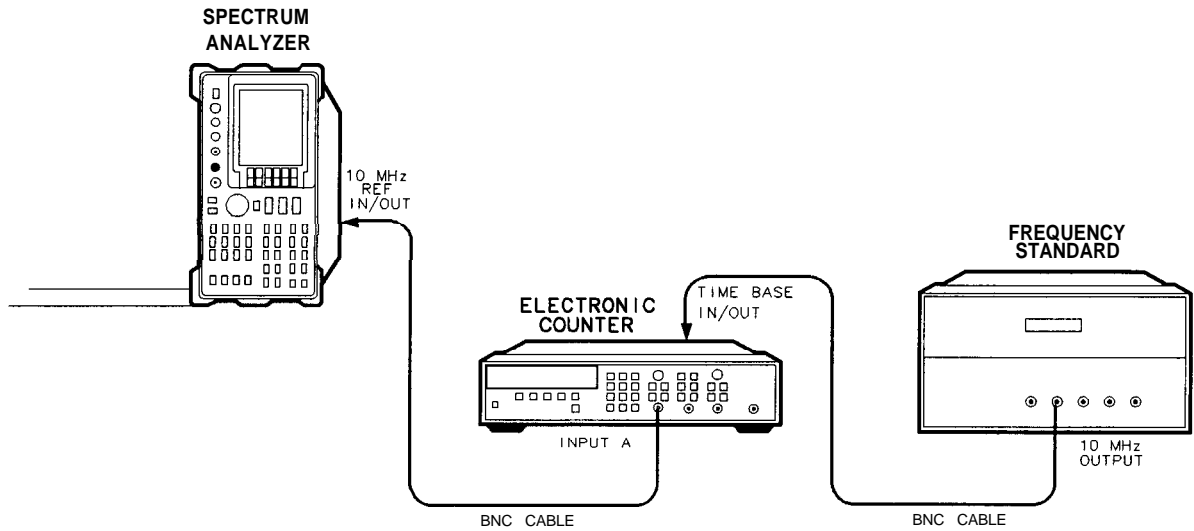 SPECTRUM
ANALYZER
10 MHz
REF
IN/OUT
FREQUENCY
STANDARD
TIME BASE
IN/OUT
ELECTRONIC
COUNTER
INPUT A
10 MHz
OUTPUT
BNC CABLE
BNC CABLE